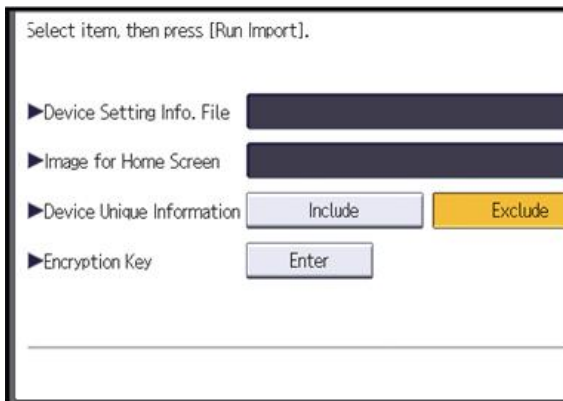 Select item, then press [Run Import].
►Device Setting Info. File
►Image for Home Screen
►Device Unique Information Include Exclude
►Encryption Key Enter